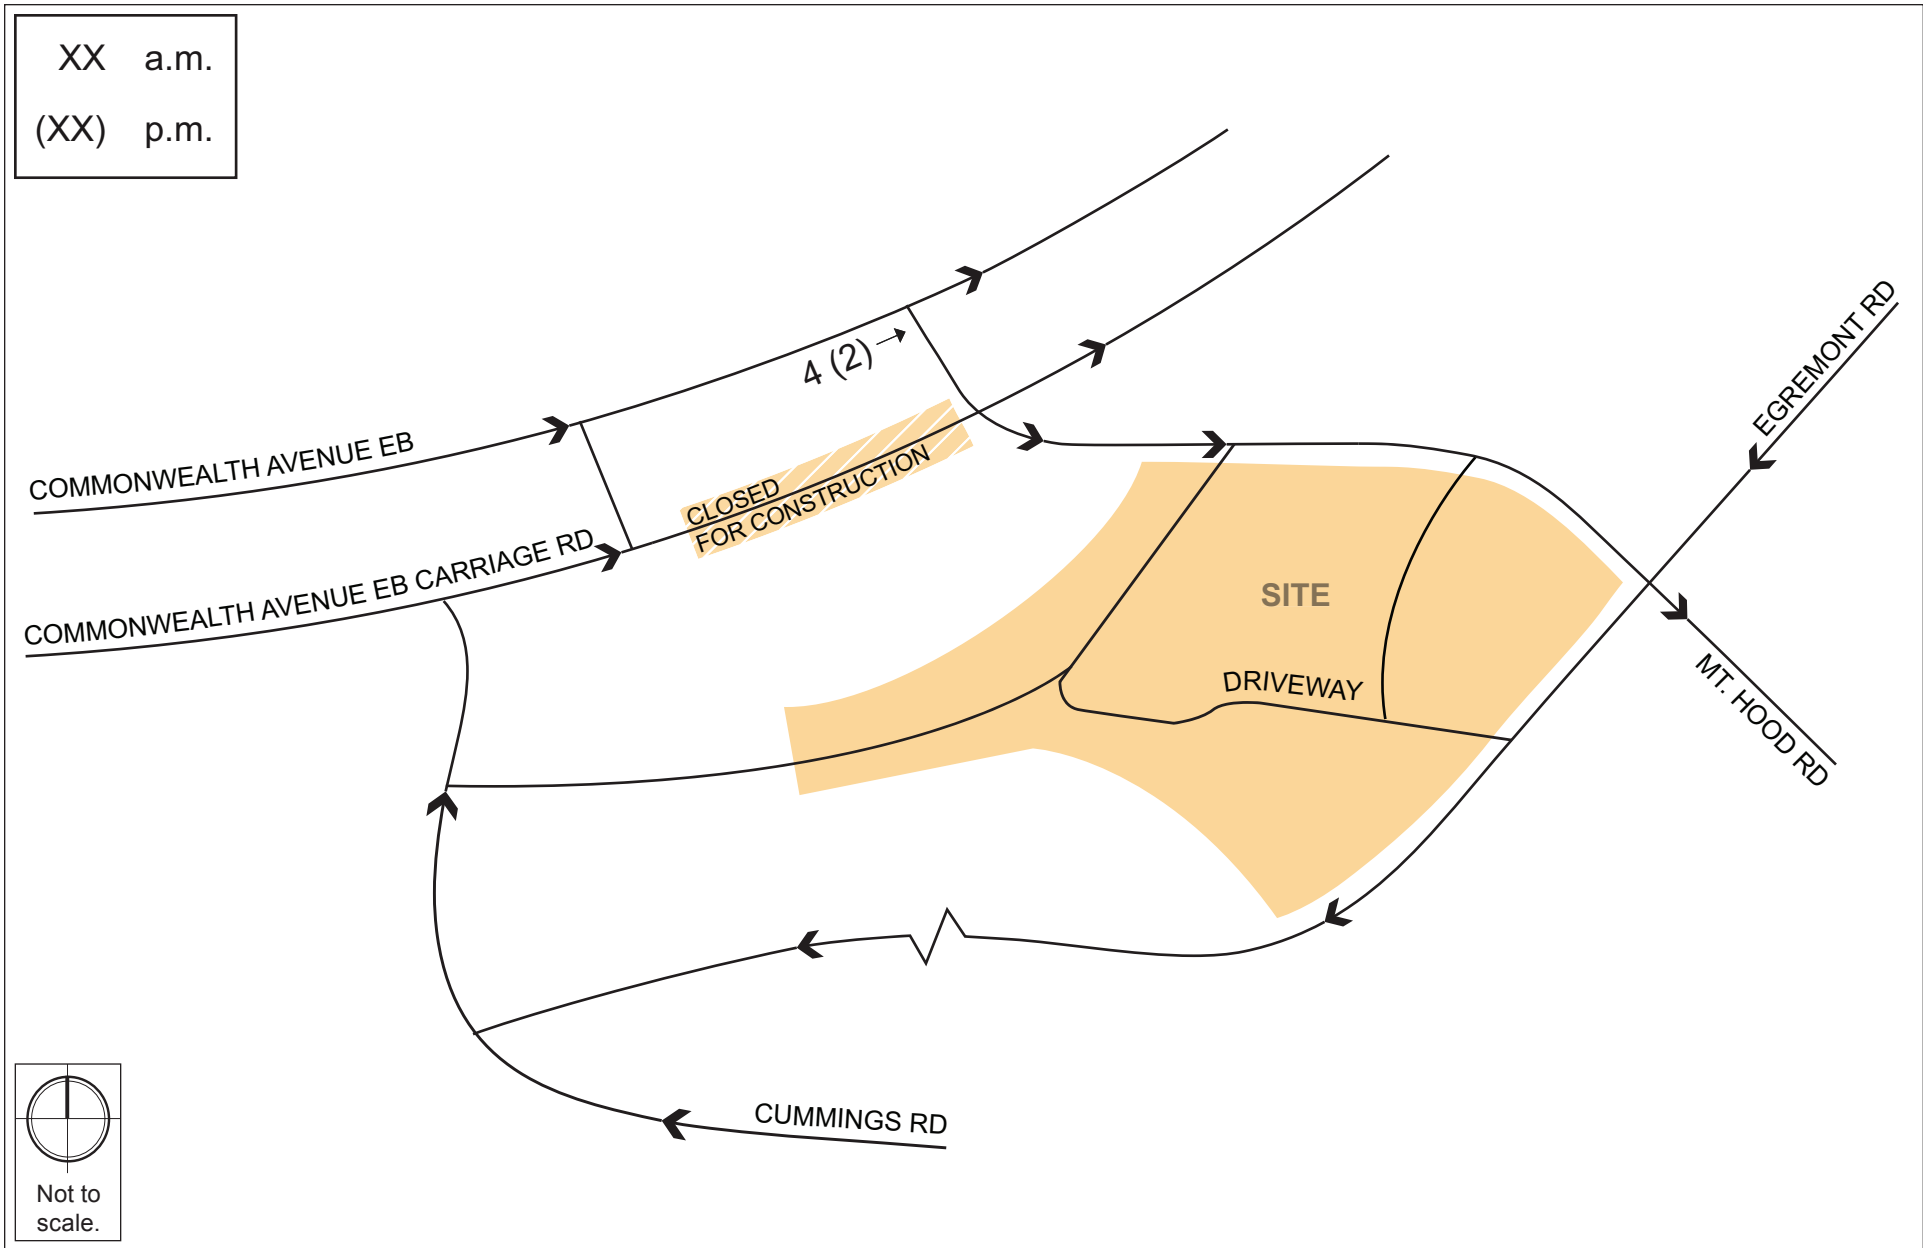 XX a.m.
(XX) p.m.
COMMONWEALTH AVENUE EB
4 (2)
EGREMONT RD
CLOSED
FOR CONSTRUCTION
COMMONWEALTH AVENUE EB CARRIAGE RD
SITE
DRIVEWAY
MT. HOOD RD
CUMMINGS RD
Not to
scale.